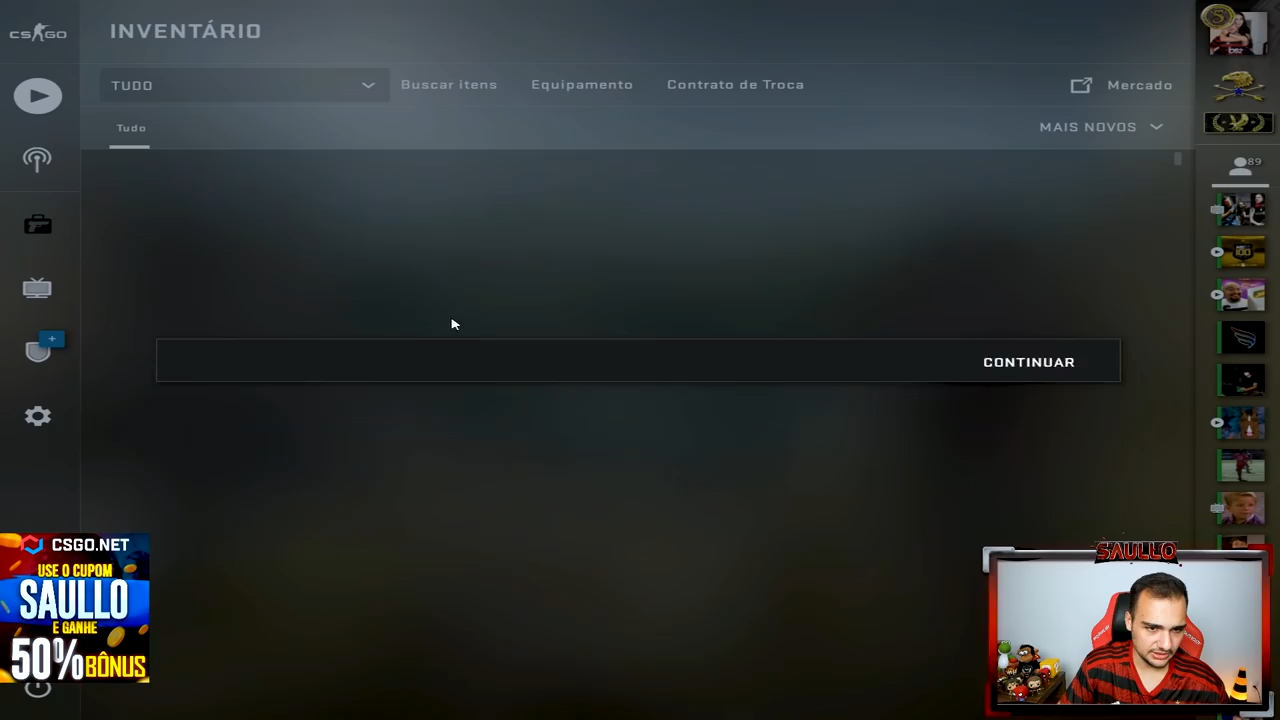 CS GO
INVENTÁRIO
TUDO
Buscar itens
Equipamento
Contrato de Troca
Mercado
Tudo
MAIS NOVOS
89
CONTINUAR
CSGO.NET
USE O CUPOM
SAULLO
E GANHE
50% BÔNUS
SAULLO